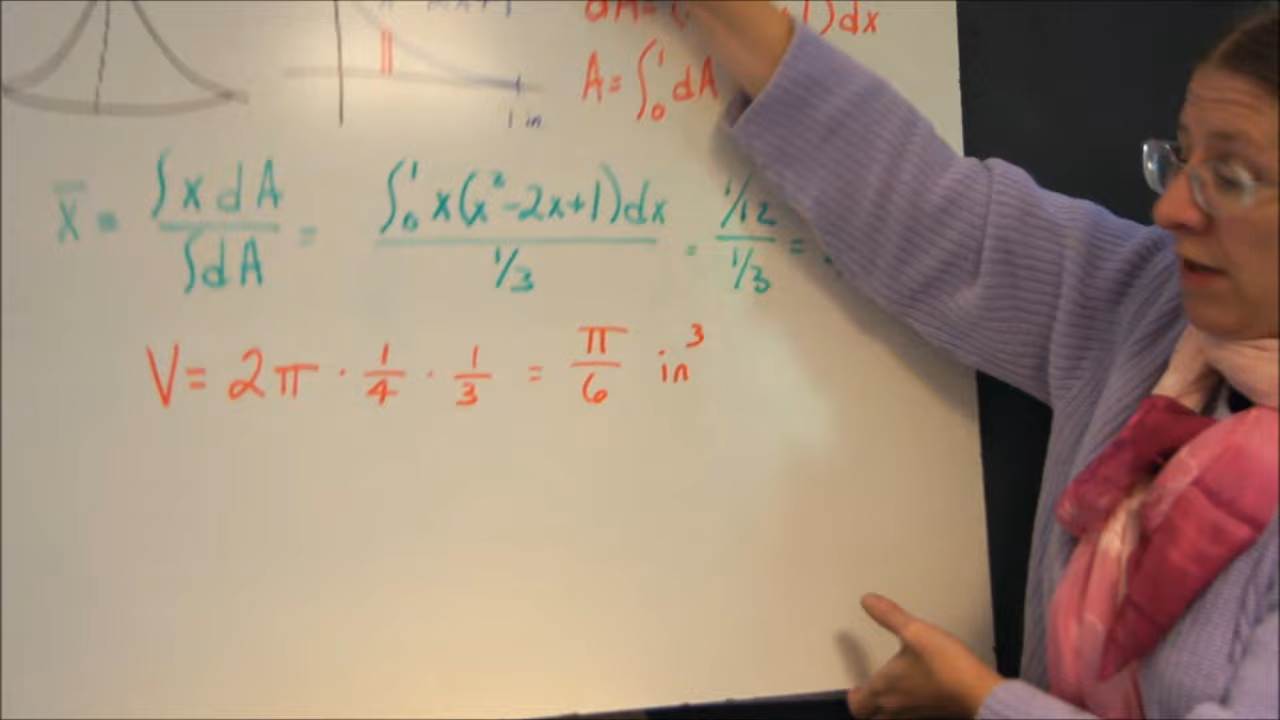 dA = ( +1) dx
A = ∫₀¹ dA
1 in
x̄ = ∫ x dA / ∫ dA = ∫₀¹ x(x²-2x+1)dx / 1/3 = 1/12 / 1/3 =
V = 2π · 1/4 · 1/3 = π/6 in³